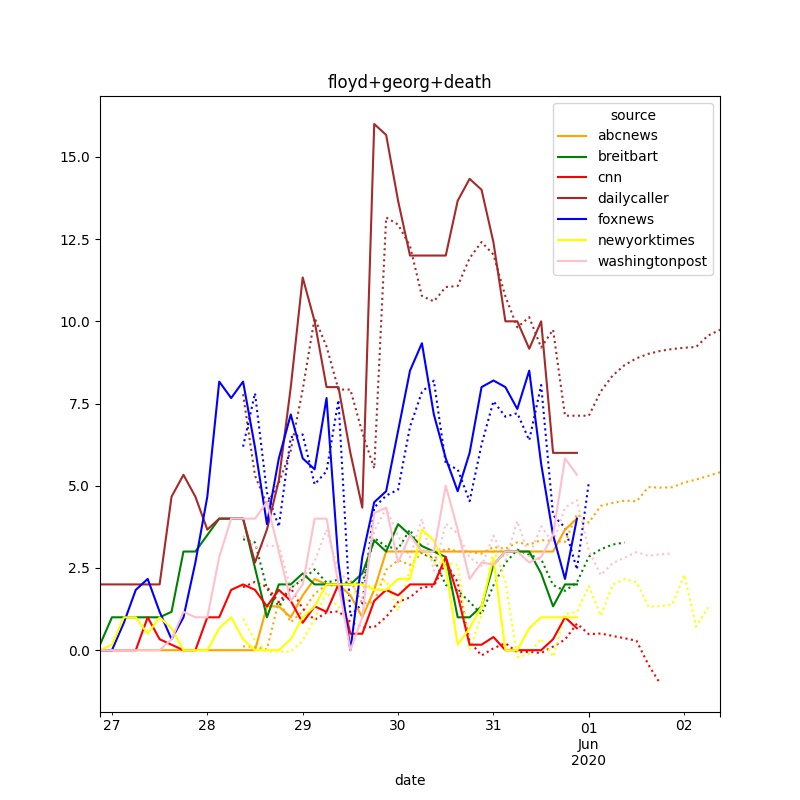 floyd+georg+death
source
abcnews
breitbart
cnn
dailycaller
foxnews
newyorktimes
washingtonpost
15.0
12.5
10.0
7.5
5.0
2.5
0.0
27
28
29
30
31
01
02
Jun
2020
date